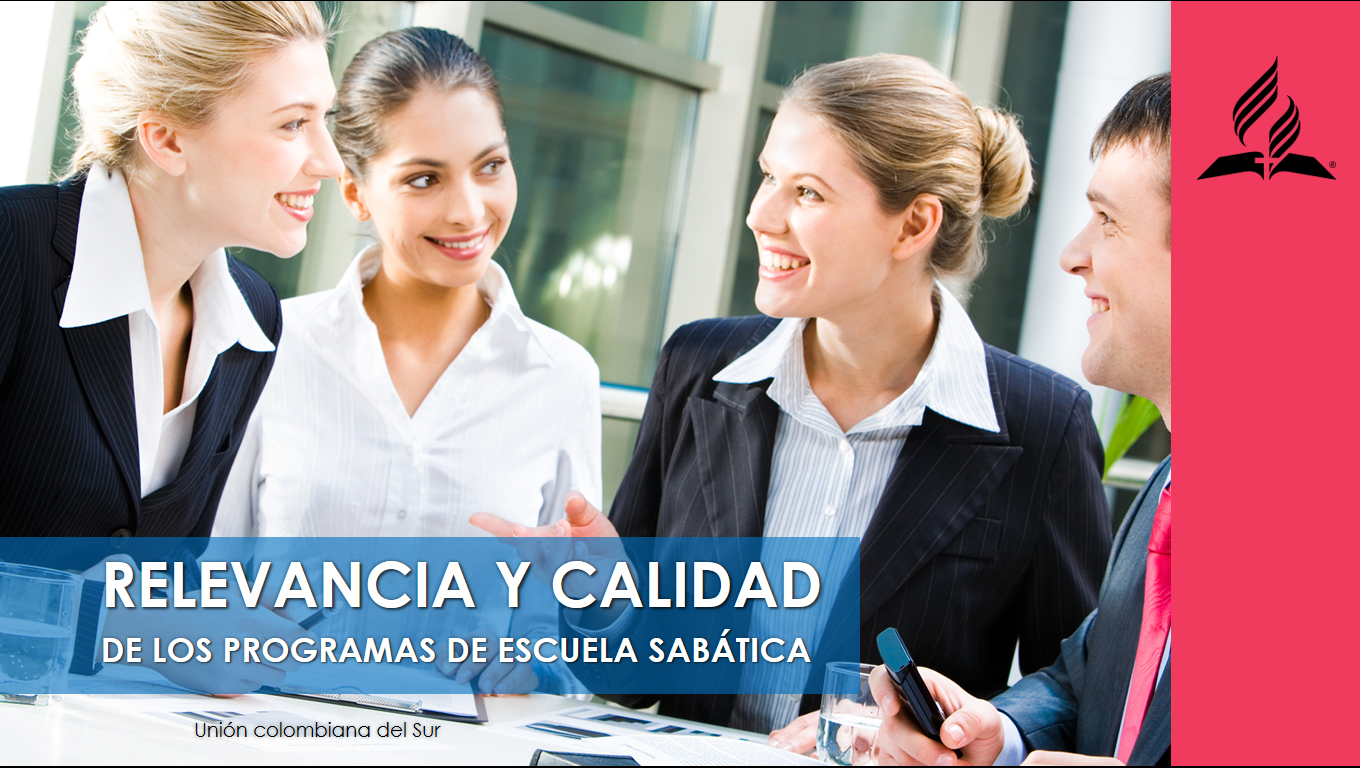 RELEVANCIA Y CALIDAD
DE LOS PROGRAMAS DE ESCUELA SABÁTICA
Unión colombiana del Sur
®